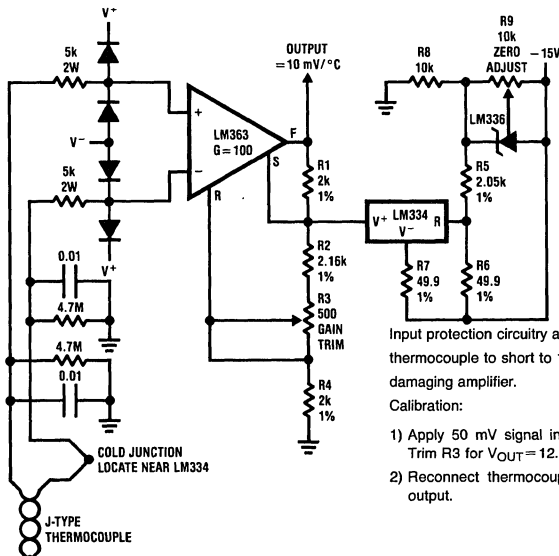 V+
5k
2W
V−
5k
2W
V+
0.01
4.7M
4.7M
0.01
COLD JUNCTION
LOCATE NEAR LM334
J-TYPE
THERMOCOUPLE
+
−
LM363
G=100
F
S
R
OUTPUT
=10 mV/°C
R1
2k
1%
R2
2.16k
1%
R3
500
GAIN
TRIM
R4
2k
1%
V+ LM334 R
V−
R7
49.9
1%
R8
10k
R9
10k
ZERO
ADJUST
−15V
LM336
R5
2.05k
1%
R6
49.9
1%
Input protection circuitry a
thermocouple to short to
damaging amplifier.
Calibration:
1) Apply 50 mV signal in
Trim R3 for VOUT=12.
2) Reconnect thermocoup
output.